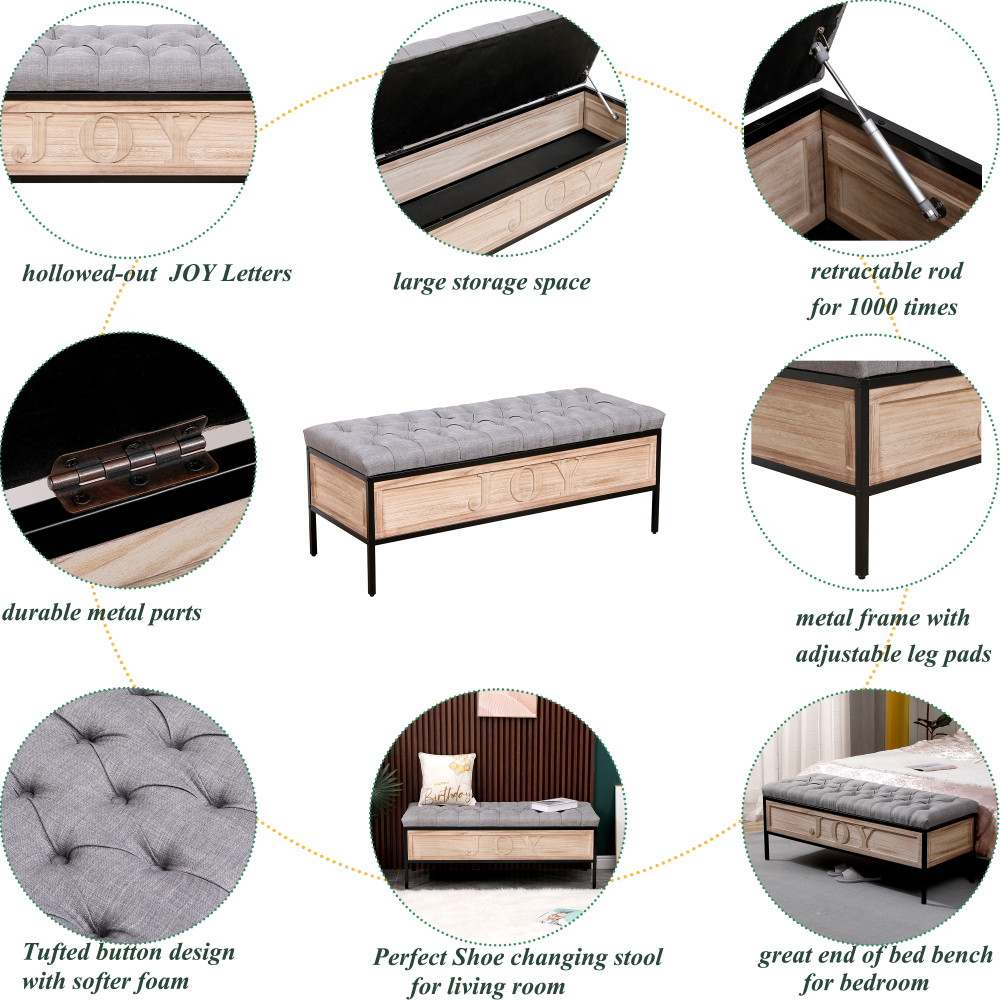 JOY
hollowed-out JOY Letters
JOY
large storage space
retractable rod
for 1000 times
JOY
durable metal parts
metal frame with
adjustable leg pads
Tufted button design
with softer foam
Birthday
JOY
Perfect Shoe changing stool
for living room
JOY
great end of bed bench
for bedroom